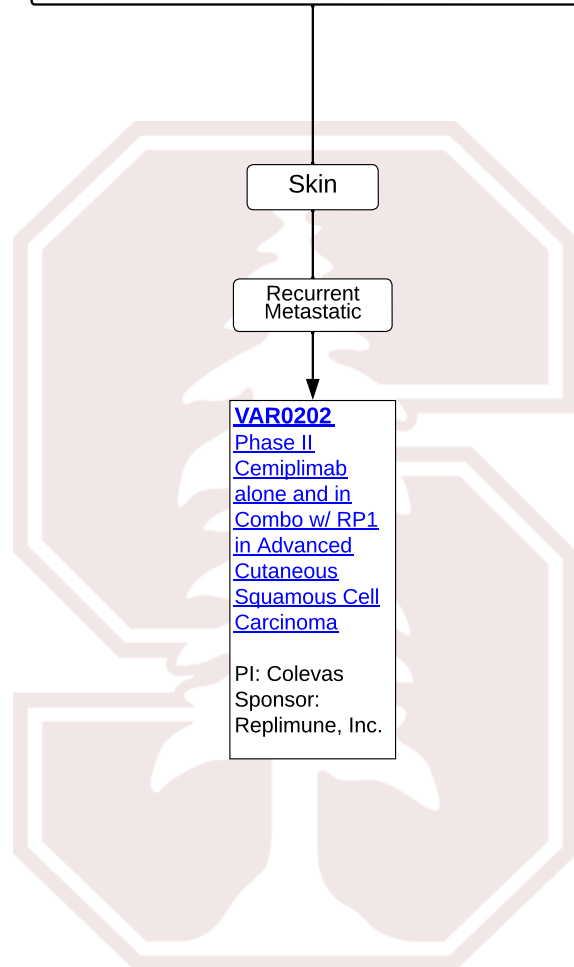 Skin
Recurrent
Metastatic
VAR0202
Phase II
Cemiplimab
alone and in
Combo w/ RP1
in Advanced
Cutaneous
Squamous Cell
Carcinoma
PI: Colevas
Sponsor:
Replimune, Inc.